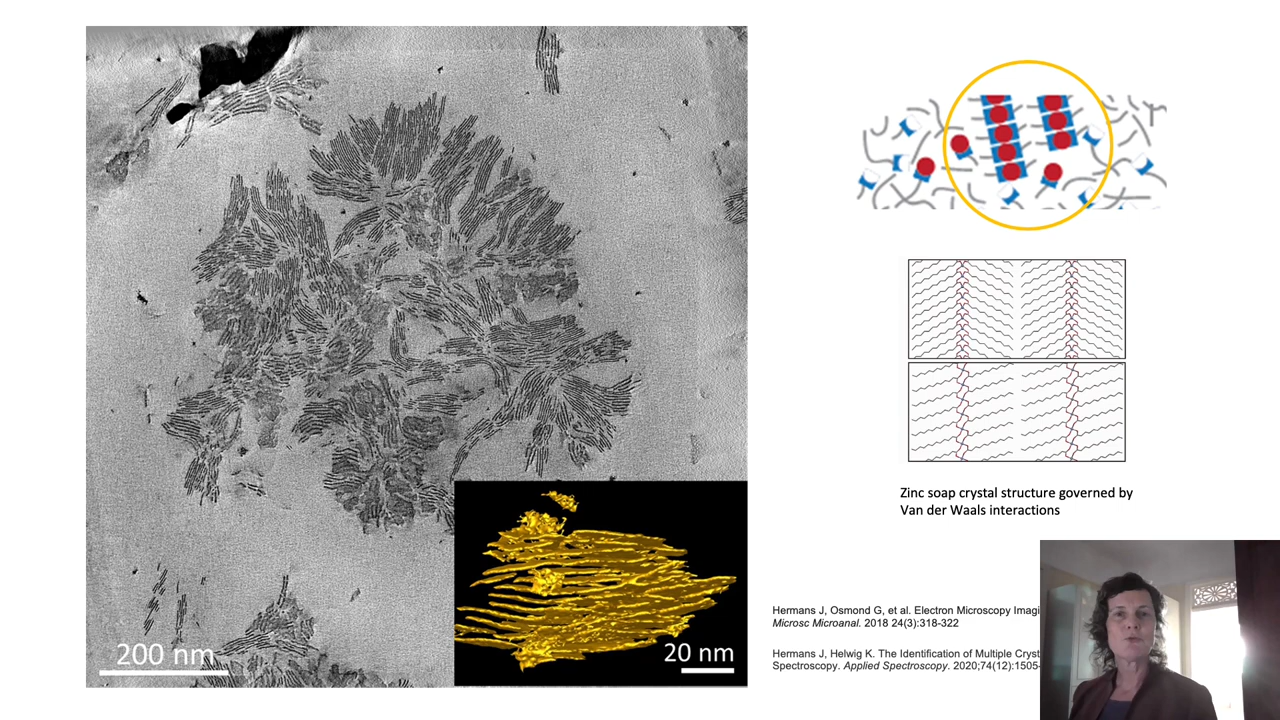 200 nm
20 nm
Zinc soap crystal structure governed by
Van der Waals interactions
Hermans J, Osmond G, et al. Electron Microscopy Imagi
Microsc Microanal. 2018 24(3):318-322
Hermans J, Helwig K. The Identification of Multiple Cryst
Spectroscopy. Applied Spectroscopy. 2020;74(12):1505-